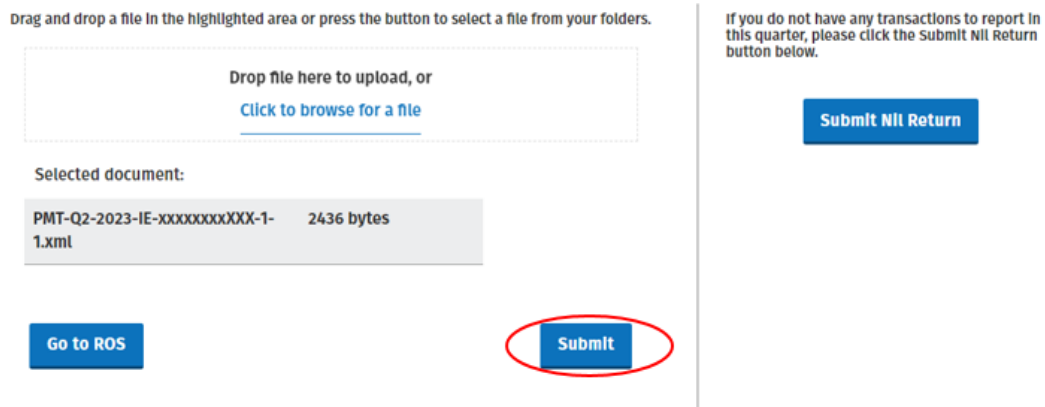 Drag and drop a file in the highlighted area or press the button to select a file from your folders.
Drop file here to upload, or
Click to browse for a file
Selected document:
PMT-Q2-2023-IE-xxxxxxxxXXX-1-
1.xml
2436 bytes
Go to ROS
Submit
If you do not have any transactions to report in
this quarter, please click the Submit Nil Return
button below.
Submit Nil Return